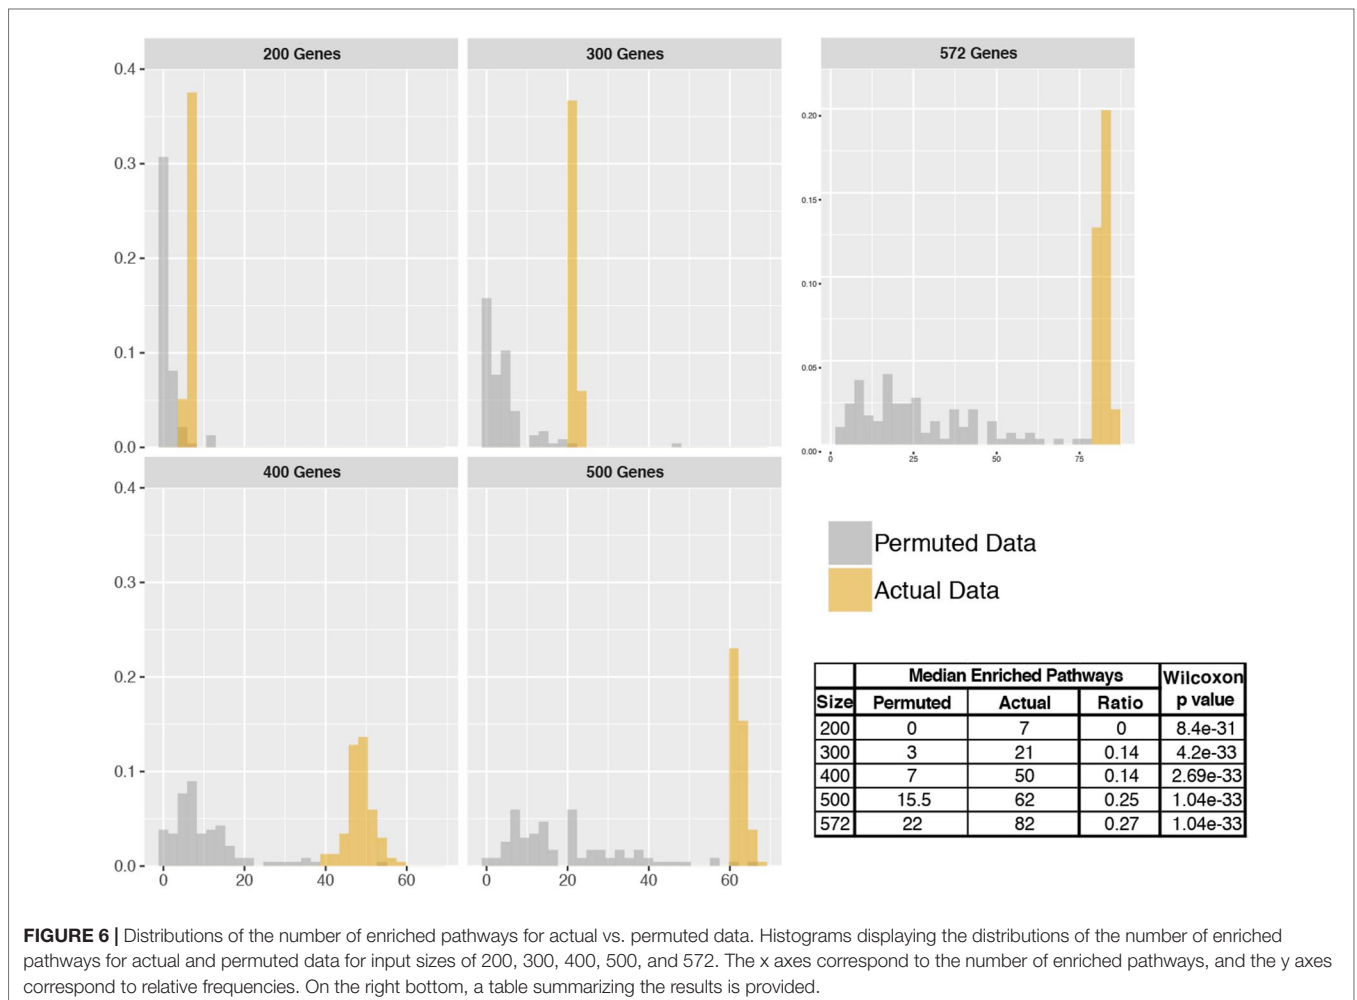 200 Genes
300 Genes
572 Genes
0.4
0.3
0.2
0.1
0.0
0.20
0.15
0.10
0.05
0.00
0 25 50 75
400 Genes
500 Genes
0.4
0.3
0.2
0.1
0.0
0 20 40 60
0 20 40 60
Permuted Data
Actual Data
Median Enriched Pathways Wilcoxon
Size Permuted Actual Ratio p value
200 0 7 0 8.4e-31
300 3 21 0.14 4.2e-33
400 7 50 0.14 2.69e-33
500 15.5 62 0.25 1.04e-33
572 22 82 0.27 1.04e-33
FIGURE 6 | Distributions of the number of enriched pathways for actual vs. permuted data. Histograms displaying the distributions of the number of enriched
pathways for actual and permuted data for input sizes of 200, 300, 400, 500, and 572. The x axes correspond to the number of enriched pathways, and the y axes
correspond to relative frequencies. On the right bottom, a table summarizing the results is provided.